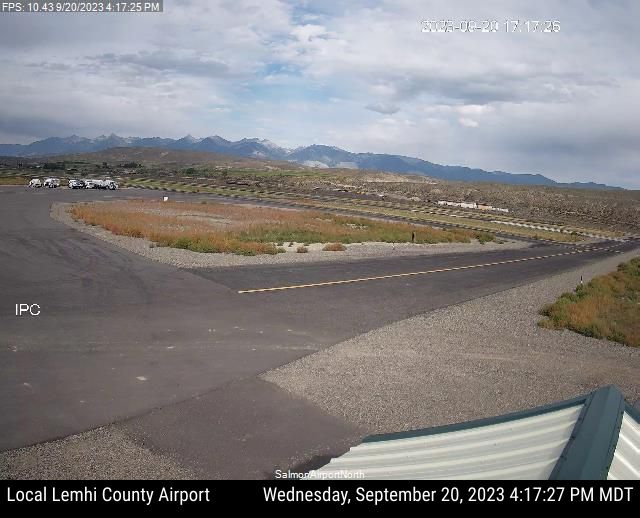 FPS: 10.43 9/20/2023 4:17:25 PM
2023-09-20 17:17:26
IPC
SalmonAirportNorth
Local Lemhi County Airport
Wednesday, September 20, 2023 4:17:27 PM MDT